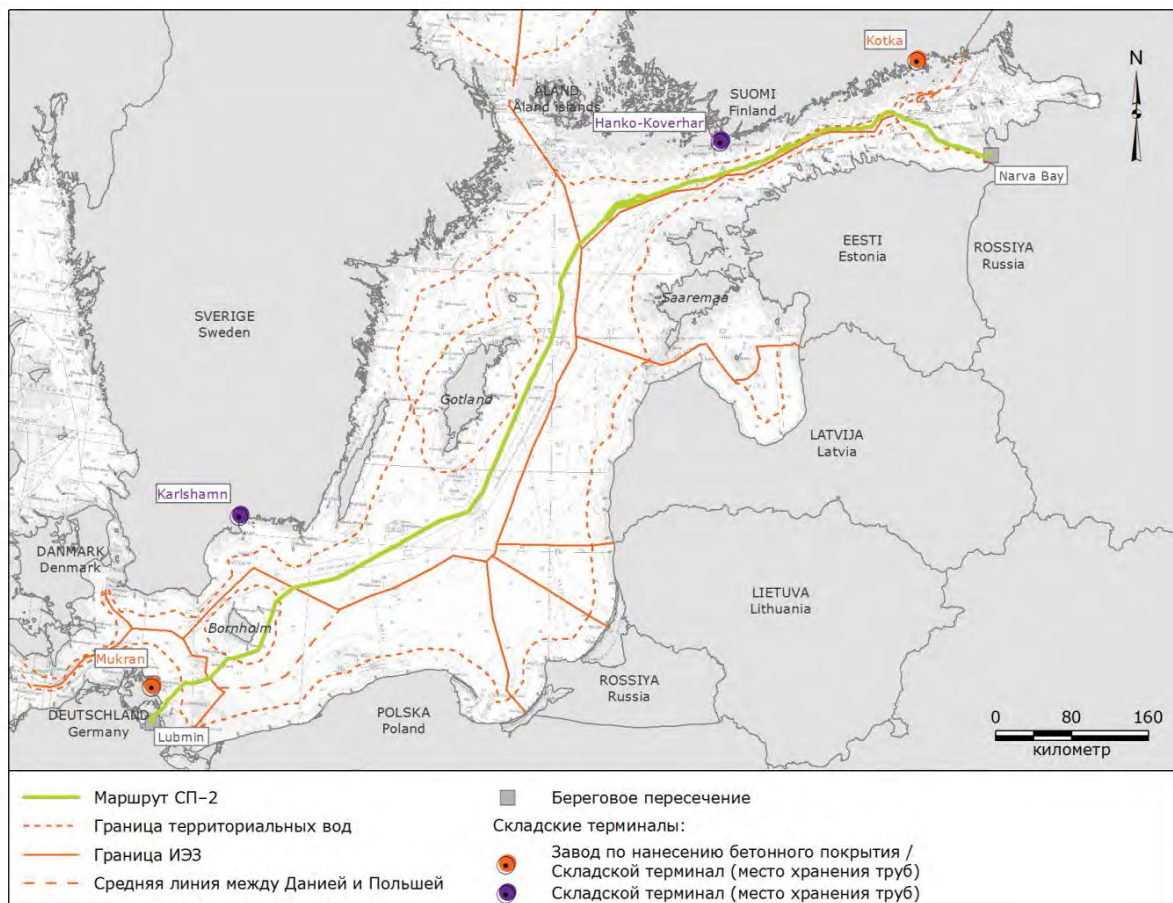 Kotka
N
ÅLAND
Åland islands
SUOMI
Finland
Hanko-Koverhar
Narva Bay
EESTI
Estonia
ROSSIYA
Russia
Saaremaa
SVERIGE
Sweden
Gotland
LATVIJA
Latvia
Karlshamn
DANMARK
Denmark
LIETUVA
Lithuania
Bornholm
Mukran
ROSSIYA
Russia
DEUTSCHLAND
Germany
Lubmin
POLSKA
Poland
0 80 160
километр
Маршрут СП-2
Граница территориальных вод
Граница ИЭЗ
Средняя линия между Данией и Польшей
Береговое пересечение
Складские терминалы:
Завод по нанесению бетонного покрытия /
Складской терминал (место хранения труб)
Складской терминал (место хранения труб)